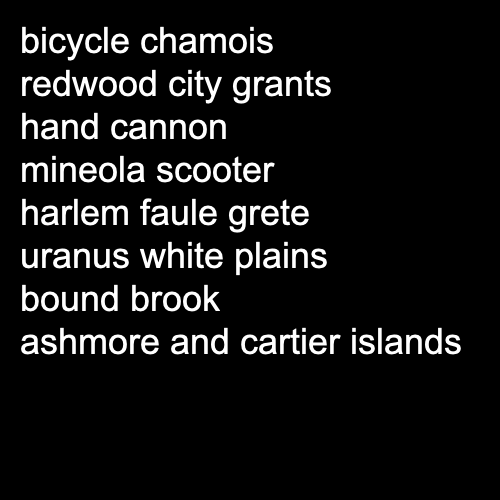 bicycle chamois
redwood city grants
hand cannon
mineola scooter
harlem faule grete
uranus white plains
bound brook
ashmore and cartier islands